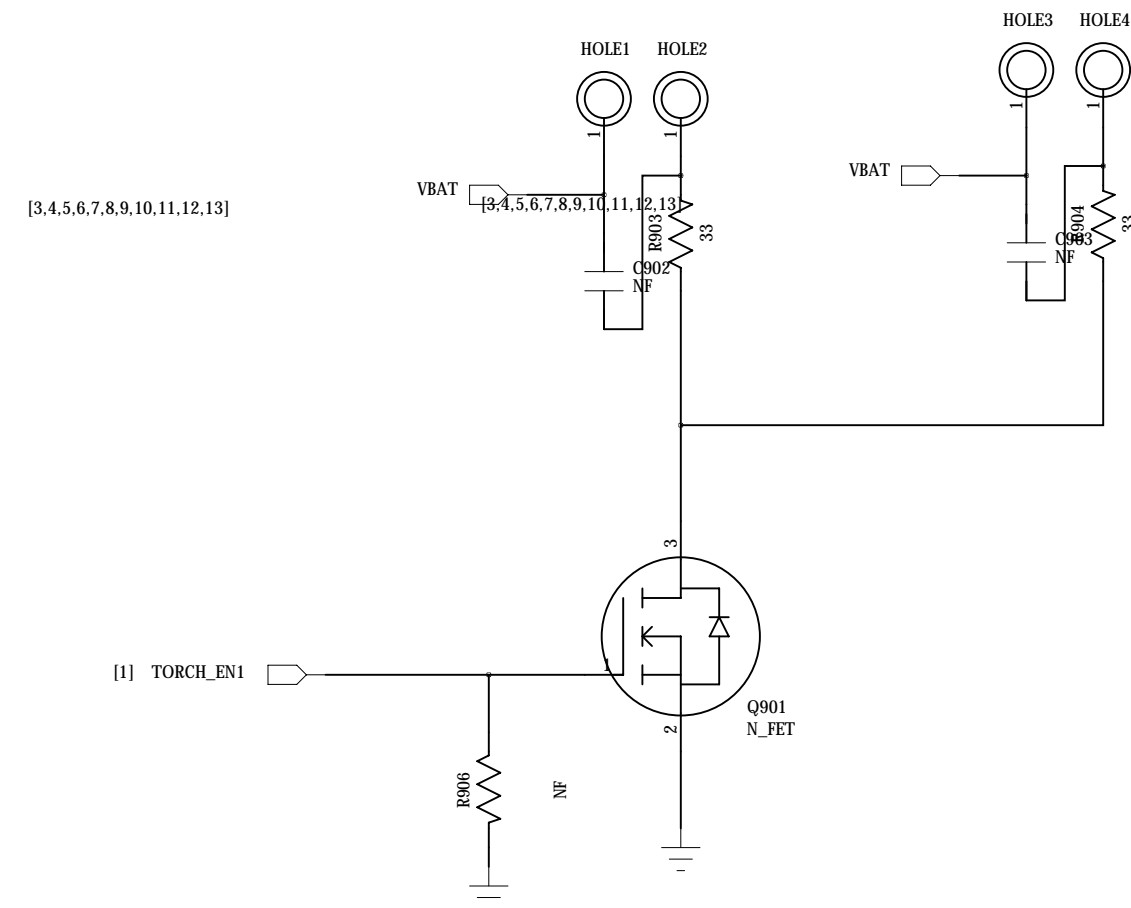 HOLE3 HOLE4
HOLE1 HOLE2
1 1
1 1
VBAT
VBAT
[3,4,5,6,7,8,9,10,11,12,13]
[3,4,5,6,7,8,9,10,11,12,13]
R903
33
R904
33
C903
NF
C902
NF
3
1
[1] TORCH_EN1
Q901
N_FET
2
R906
NF